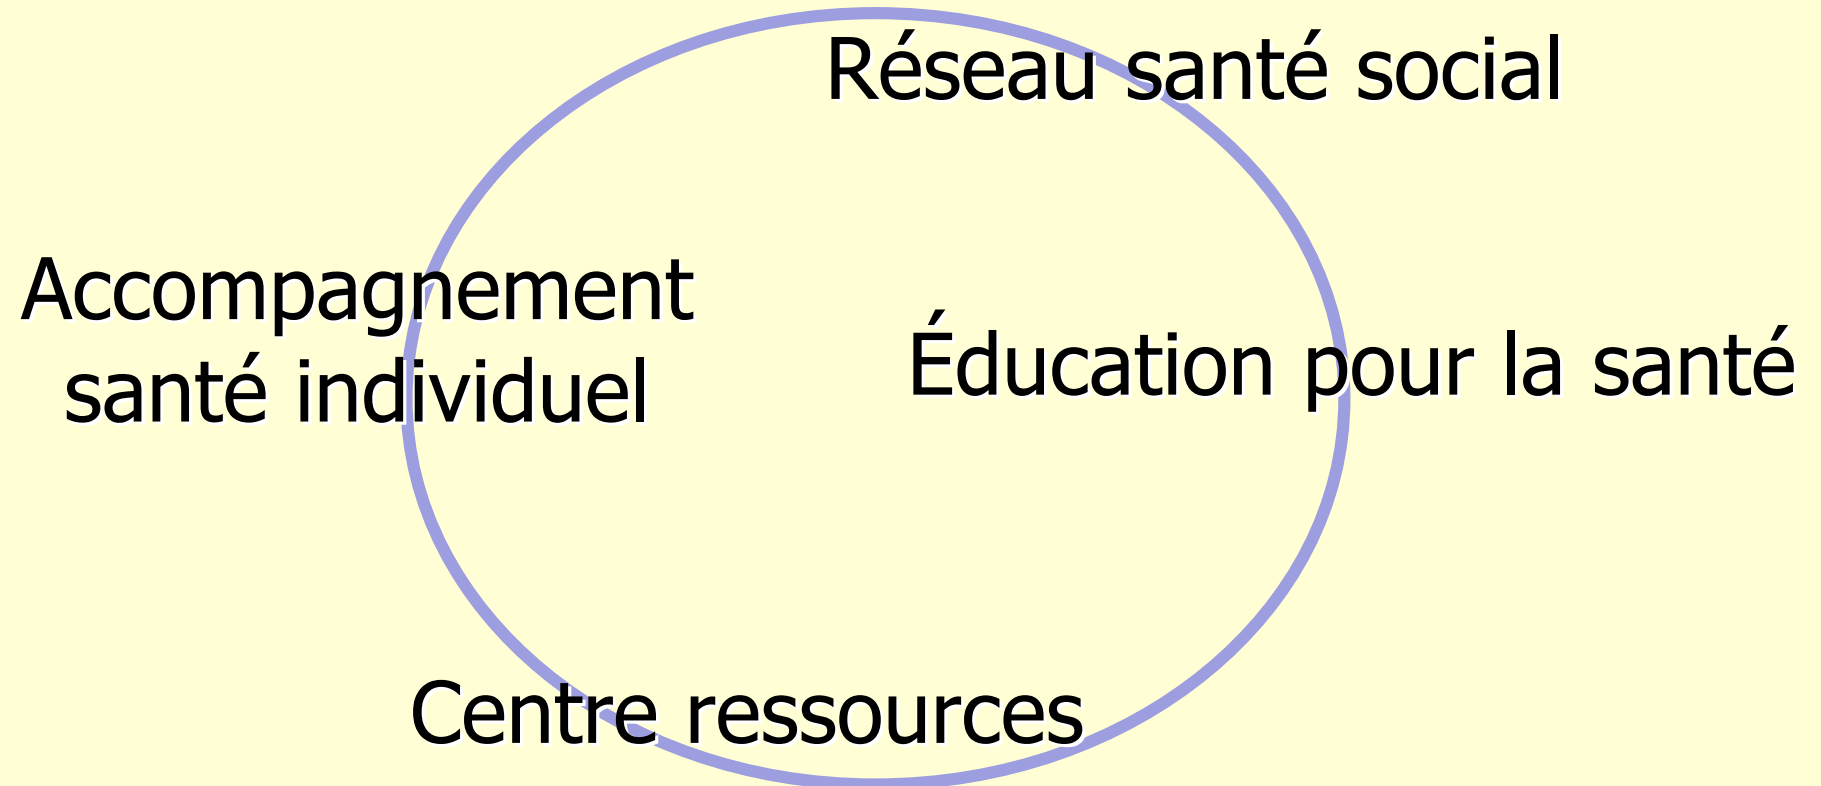 Réseau santé social
Accompagnement
santé individuel
Éducation pour la santé
Centre ressources